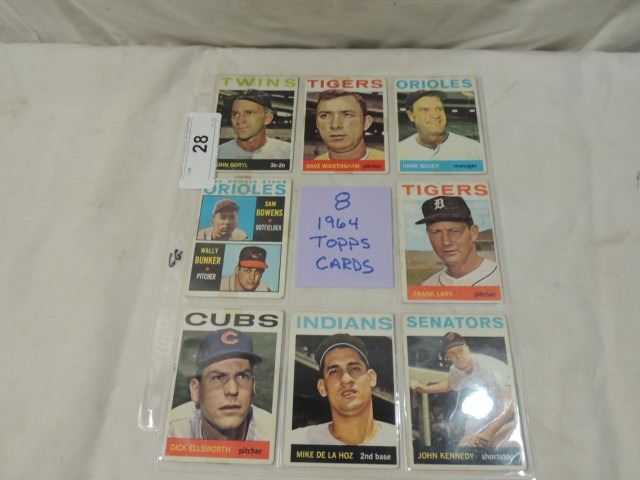 TWINS
28
JOHN GORYL 3b-2b
TIGERS
DAVE WICKERSHAM pitcher
ORIOLES
HANK BAUER manager
ROOKIE STARS
ORIOLES
SAM
BOWENS
OUTFIELDER
WALLY
BUNKER
PITCHER
8
1964
TOPPS
CARDS
TIGERS
FRANK LARY pitcher
CUBS
DICK ELLSWORTH pitcher
INDIANS
MIKE DE LA HOZ 2nd base
SENATORS
JOHN KENNEDY shortstop